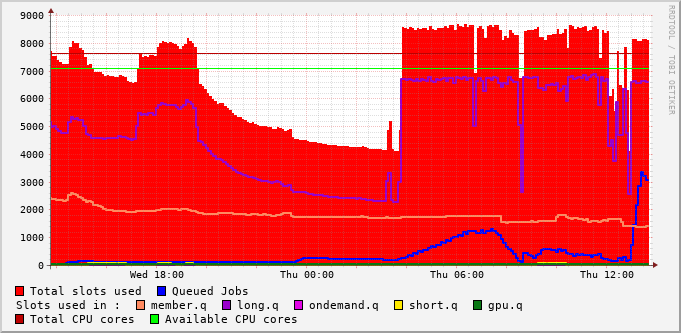 9000
8000
7000
6000
5000
4000
3000
2000
1000
0
Wed 18:00 Thu 00:00 Thu 06:00 Thu 12:00
RRDTOOL / TOBI OETIKER
Total slots used Queued Jobs
Slots used in : member.q long.q ondemand.q short.q gpu.q
Total CPU cores Available CPU cores